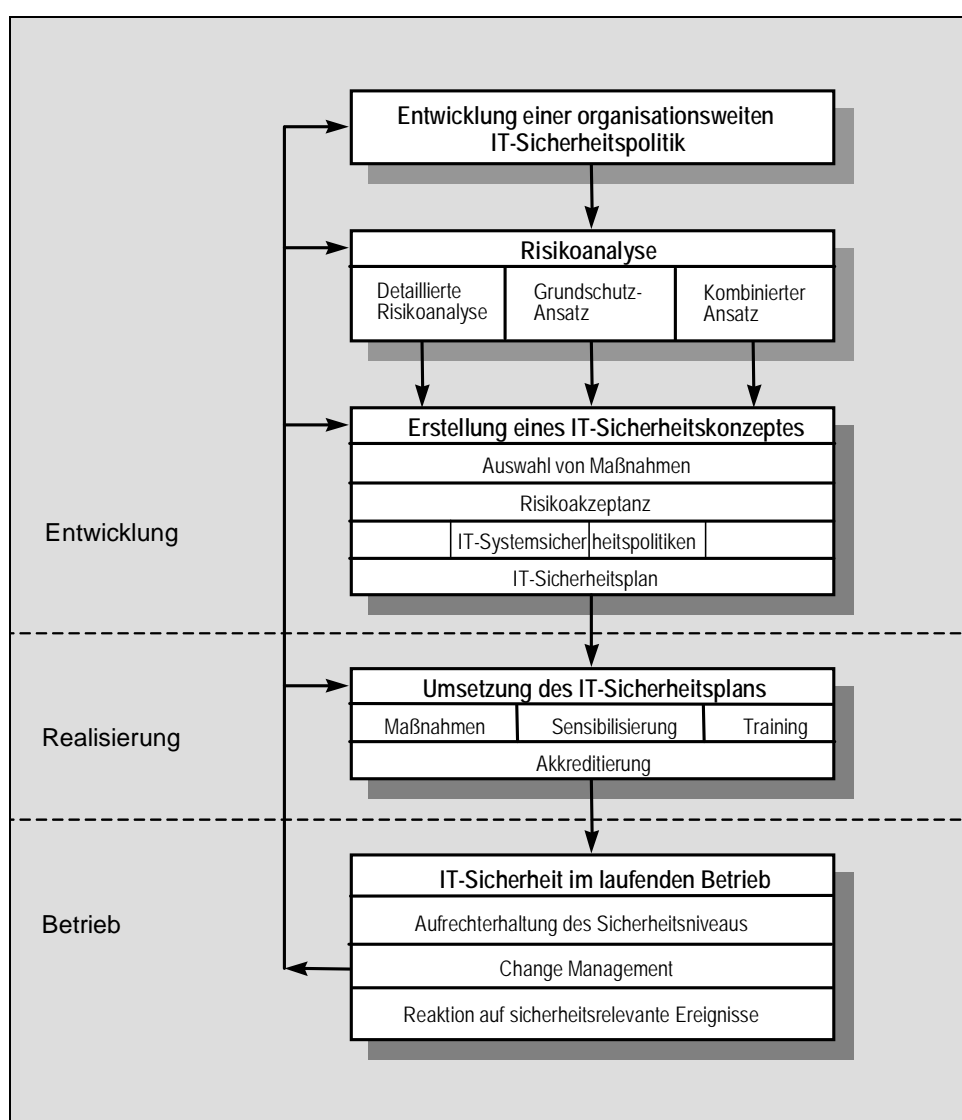 Entwicklung einer organisationsweiten
IT-Sicherheitspolitik
Risikoanalyse
Detaillierte
Risikoanalyse
Grundschutz-
Ansatz
Kombinierter
Ansatz
Erstellung eines IT-Sicherheitskonzeptes
Auswahl von Maßnahmen
Risikoakzeptanz
Entwicklung
IT-Systemsicherheitspolitiken
IT-Sicherheitsplan
Umsetzung des IT-Sicherheitsplans
Maßnahmen
Sensibilisierung
Training
Realisierung
Akkreditierung
IT-Sicherheit im laufenden Betrieb
Betrieb
Aufrechterhaltung des Sicherheitsniveaus
Change Management
Reaktion auf sicherheitsrelevante Ereignisse